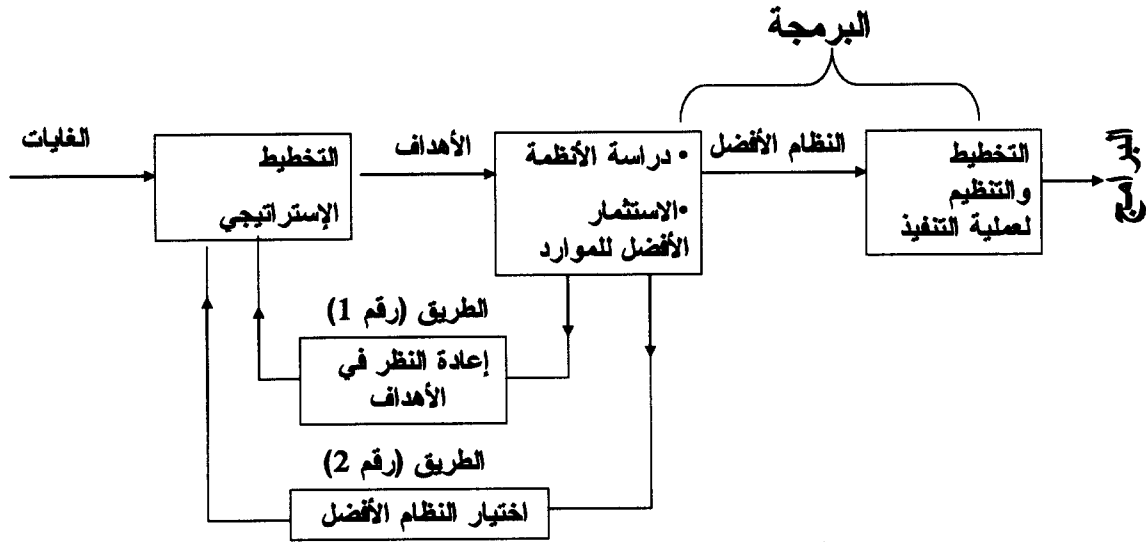 البرمجة
الغايات
التخطيط
الإستراتيجي
الأهداف
• دراسة الأنظمة
•الاستثمار
الأفضل للموارد
النظام الأفضل
التخطيط
والتنظيم
لعملية التنفيذ
البرامج
الطريق (رقم 1)
إعادة النظر في
الأهداف
الطريق (رقم 2)
اختيار النظام الأفضل